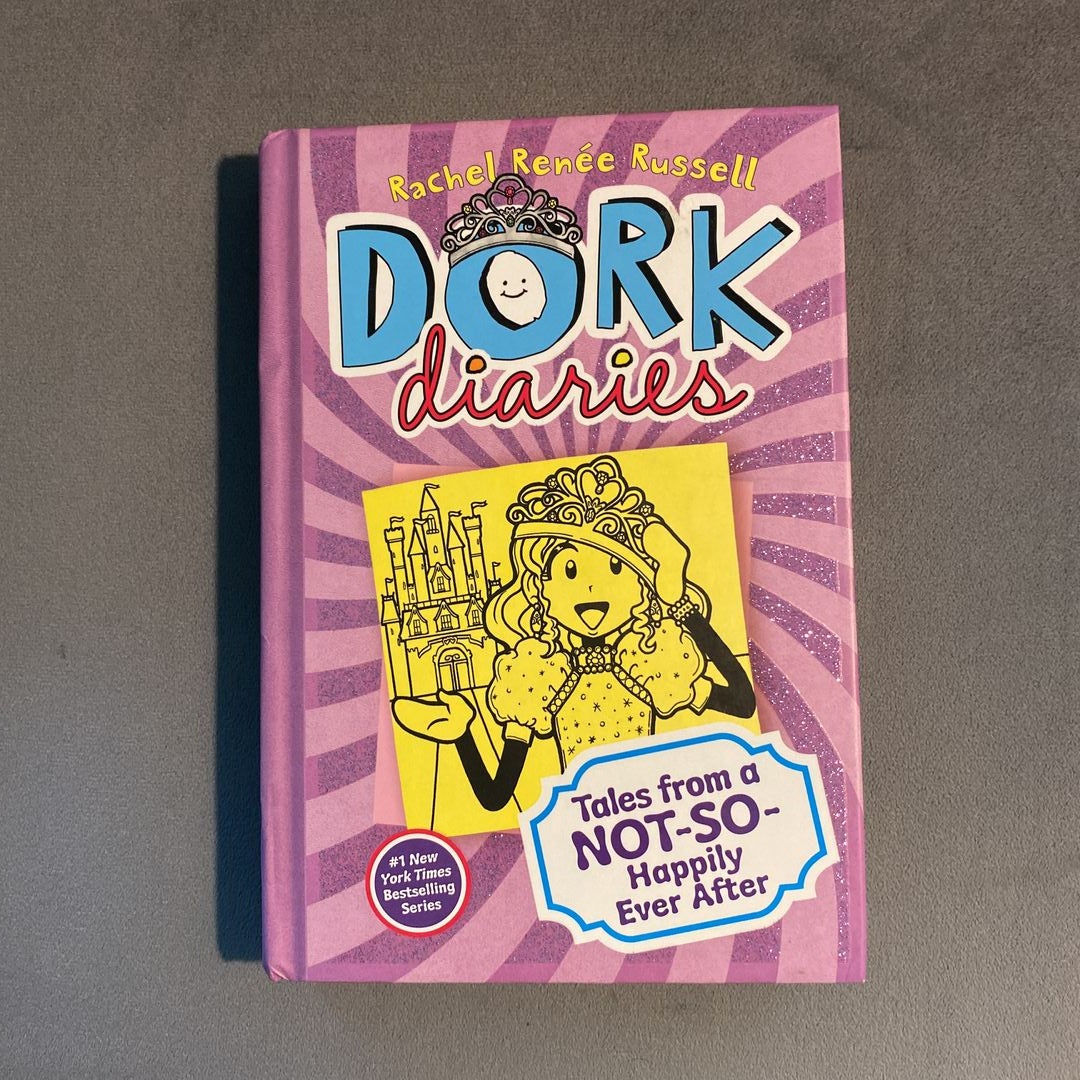 Rachel Renée Russell
DORK
diaries
Tales from a
NOT-SO-
Happily
Ever After
#1 New
York Times
Bestselling
Series